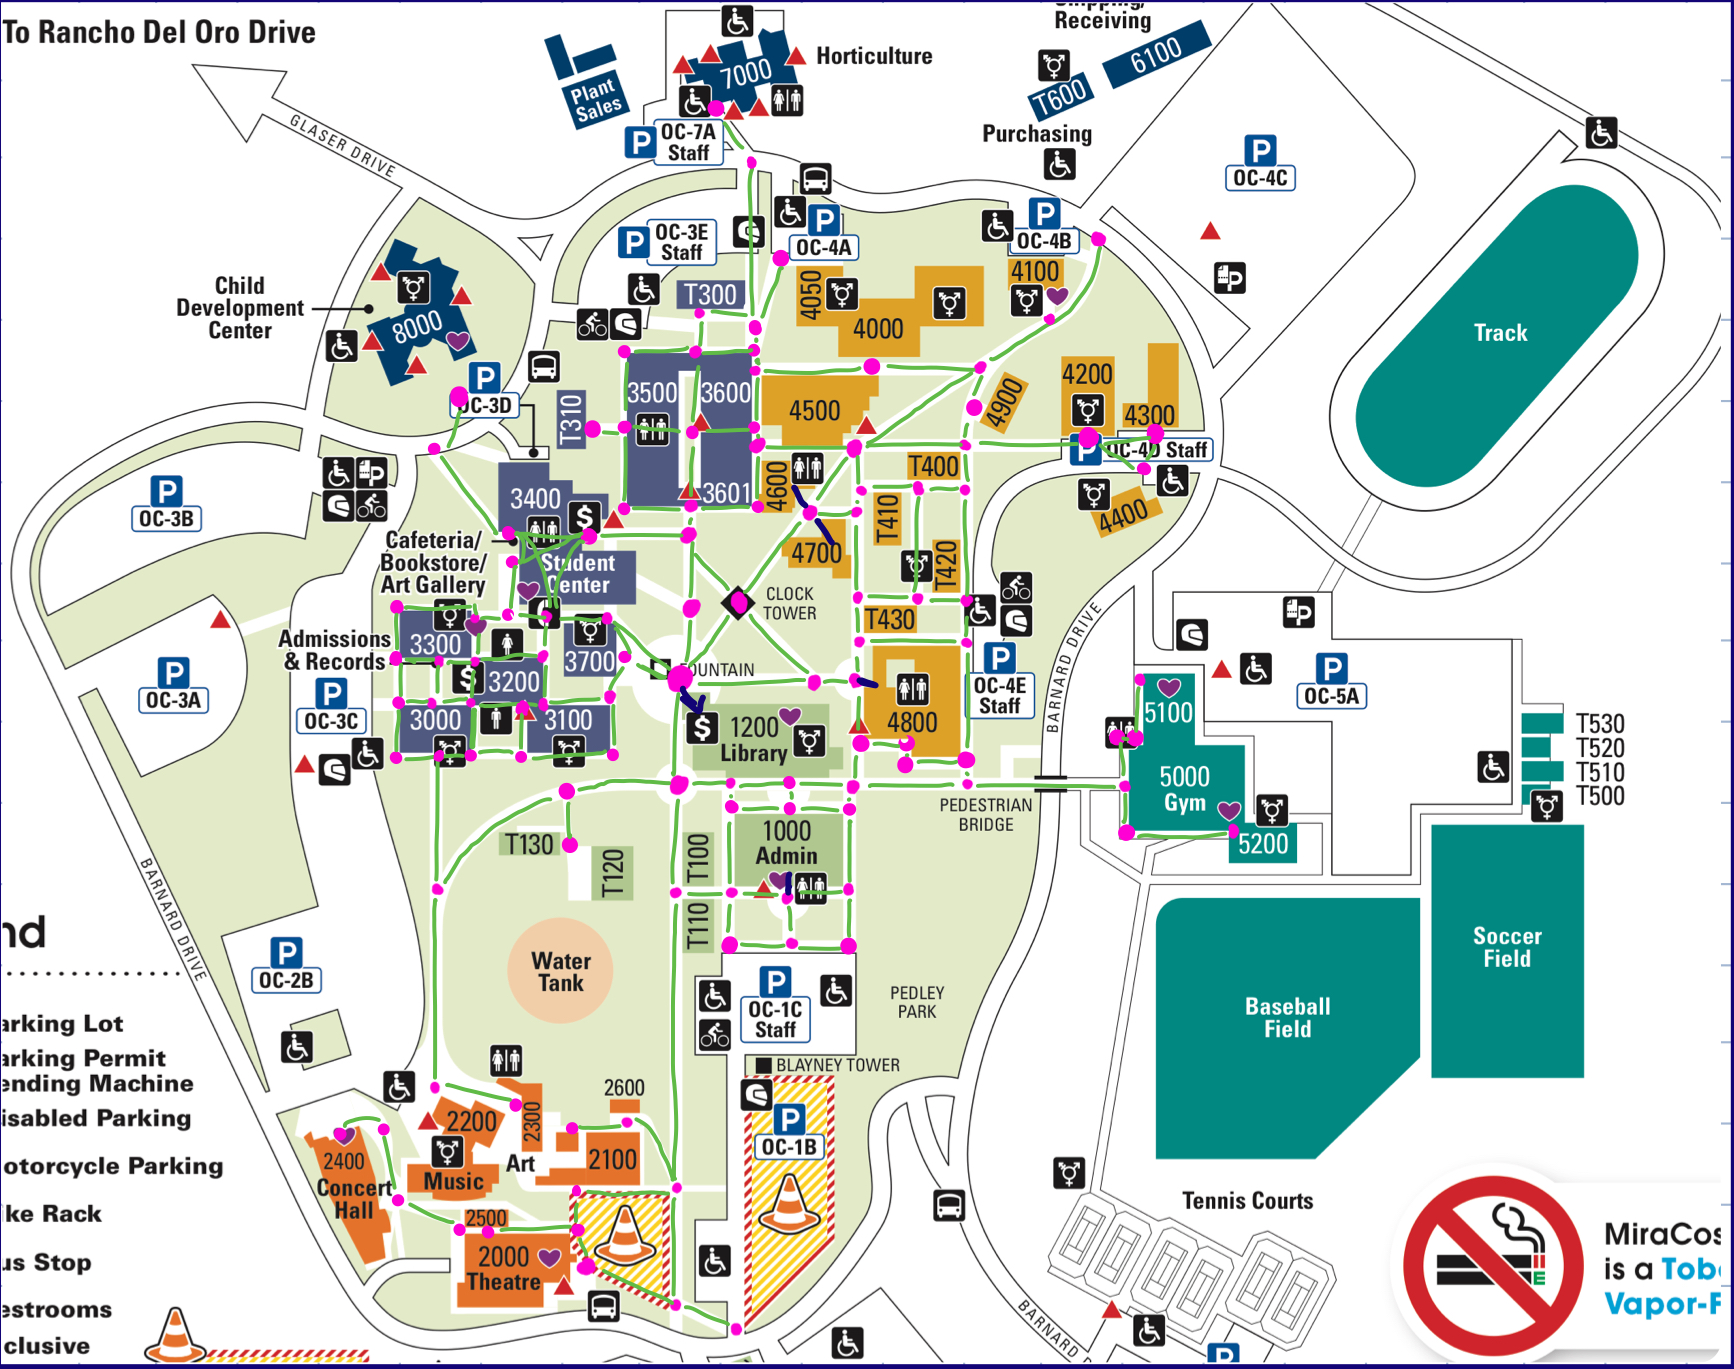 To Rancho Del Oro Drive
GLASER DRIVE
Plant
Sales
7000
Horticulture
Shipping/
Receiving
6100
T600
Purchasing
P
OC-7A
Staff
P
OC-4C
P
OC-3E
Staff
P
OC-4A
P
OC-4B
Child
Development
Center
8000
T300
4050
4000
4100
Track
P
OC-3D
T310
3500
3600
4500
4900
4200
4300
P
OC-4D Staff
P
OC-3B
3400
3601
4600
T400
T410
4400
$
Cafeteria/
Bookstore/
Art Gallery
Student
Center
4700
T420
CLOCK
TOWER
T430
Admissions
& Records
3300
3700
FOUNTAIN
P
OC-4E
Staff
BARNARD DRIVE
P
OC-3A
P
OC-3C
$
3200
3000
3100
$
1200
Library
4800
5100
P
OC-5A
T530
T520
T510
T500
5000
Gym
PEDESTRIAN
BRIDGE
5200
T130
T120
T100
1000
Admin
T110
BARNARD DRIVE
nd
P
OC-2B
Water
Tank
P
OC-1C
Staff
PEDLEY
PARK
Baseball
Field
Soccer
Field
arking Lot
arking Permit
ending Machine
isabled Parking
otorcycle Parking
ke Rack
us Stop
estrooms
clusive
BLAYNEY TOWER
P
OC-1B
2600
2200
2300
2100
Art
Music
2400
Concert
Hall
2500
2000
Theatre
Tennis Courts
BARNARD D
P
MiraCos
is a Tob
Vapor-F